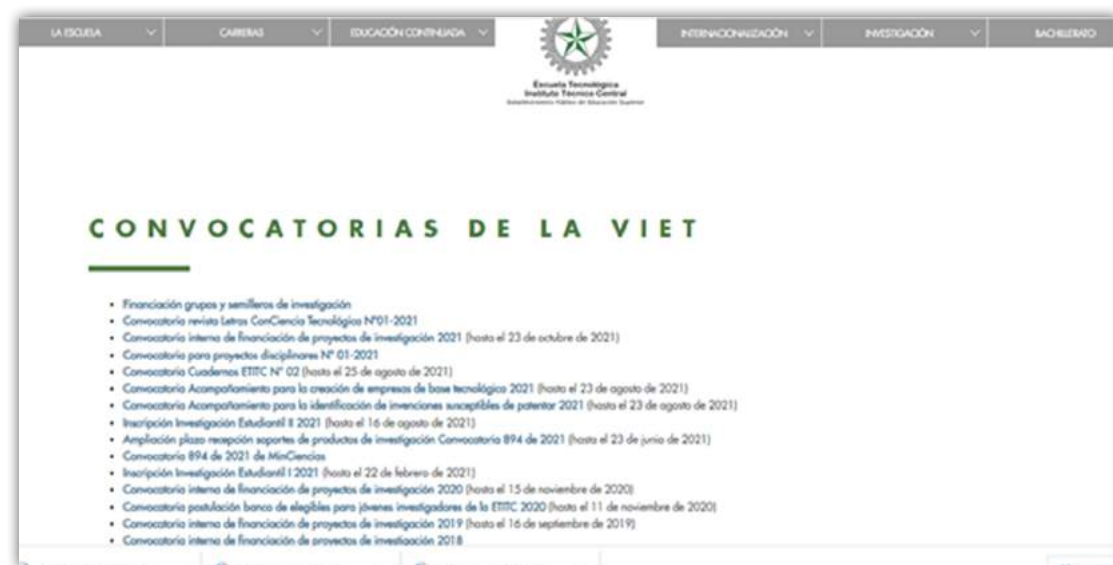 LA ESCUELA
CARRERAS
EDUCACIÓN CONTINUADA
INTERNACIONALIZACIÓN
INVESTIGACIÓN
BACHILLERATO
Escuela Tecnológica
Instituto Técnico Central
Establecimiento Público de Educación Superior
CONVOCATORIAS DE LA VIET
• Financiación grupos y semilleros de investigación
• Convocatoria revista Letras ConCiencia Tecnológica N°01-2021
• Convocatoria interna de financiación de proyectos de investigación 2021 (hasta el 23 de octubre de 2021)
• Convocatoria para proyectos disciplinares N° 01-2021
• Convocatoria Cuadernos ETITC N° 02 (hasta el 25 de agosto de 2021)
• Convocatoria Acompañamiento para la creación de empresas de base tecnológica 2021 (hasta el 23 de agosto de 2021)
• Convocatoria Acompañamiento para la identificación de invenciones susceptibles de patentar 2021 (hasta el 23 de agosto de 2021)
• Inscripción Investigación Estudiantil II 2021 (hasta el 16 de agosto de 2021)
• Ampliación plazo recepción soportes de productos de investigación Convocatoria 894 de 2021 (hasta el 23 de junio de 2021)
• Convocatoria 894 de 2021 de MinCiencias
• Inscripción Investigación Estudiantil I 2021 (hasta el 22 de febrero de 2021)
• Convocatoria interna de financiación de proyectos de investigación 2020 (hasta el 15 de noviembre de 2020)
• Convocatoria postulación banco de elegibles para jóvenes investigadores de la ETITC 2020 (hasta el 11 de noviembre de 2020)
• Convocatoria interna de financiación de proyectos de investigación 2019 (hasta el 16 de septiembre de 2019)
• Convocatoria interna de financiación de proyectos de investigación 2018